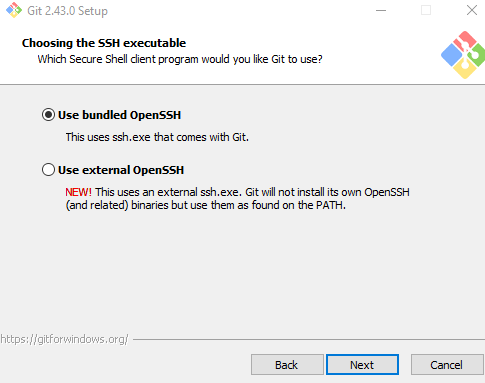 Git 2.43.0 Setup
Choosing the SSH executable
Which Secure Shell client program would you like Git to use?
Use bundled OpenSSH
This uses ssh.exe that comes with Git.
Use external OpenSSH
NEW! This uses an external ssh.exe. Git will not install its own OpenSSH
(and related) binaries but use them as found on the PATH.
https://gitforwindows.org/
Back
Next
Cancel